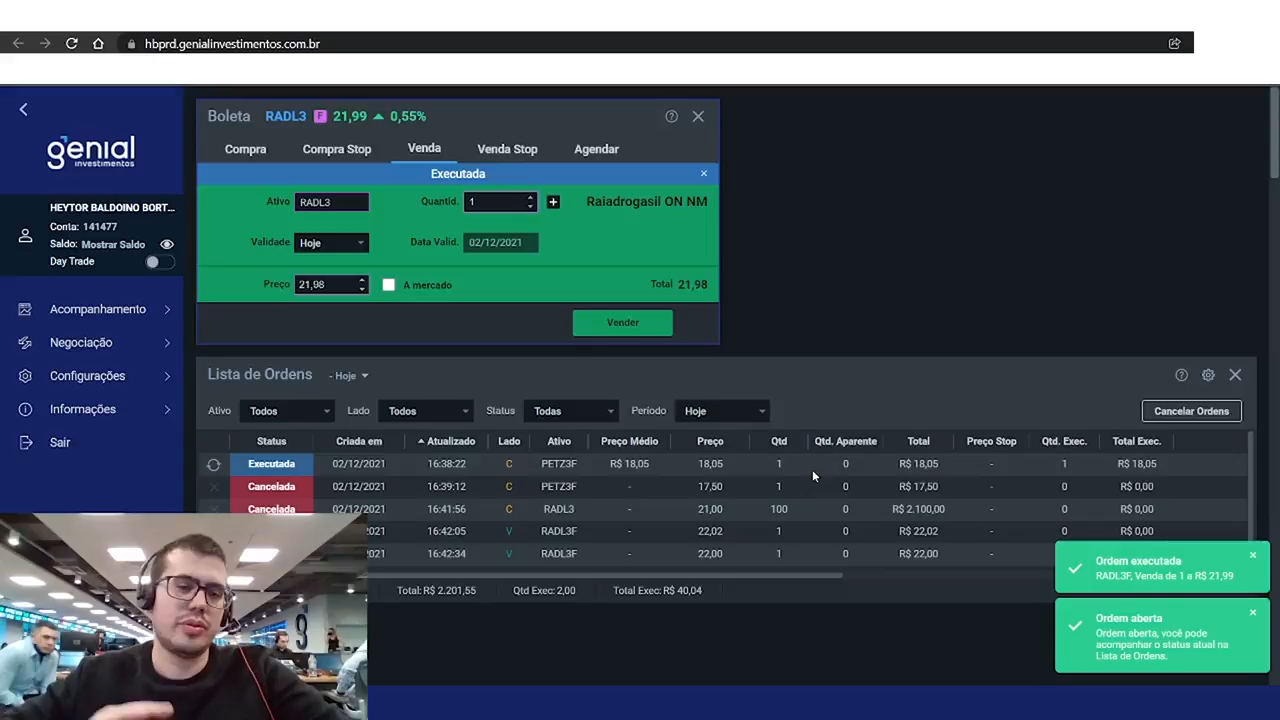 hbprd.genialinvestimentos.com.br
genial
investimentos
HEYTOR BALDOINO BORT...
Conta: 141477
Saldo: Mostrar Saldo
Day Trade
Acompanhamento
Negociação
Configurações
Informações
Sair
Boleta RADL3 F 21,99 0,55%
Compra Compra Stop Venda Venda Stop Agendar
Executada
Ativo RADL3 Quantid. 1 Raiadrogasil ON NM
Validade Hoje Data Valid. 02/12/2021
Preço 21,98 A mercado Total 21,98
Vender
Lista de Ordens - Hoje
Ativo Todos Lado Todos Status Todas Período Hoje Cancelar Ordens
Status Criada em Atualizado Lado Ativo Preço Médio Preço Qtd Qtd. Aparente Total Preço Stop Qtd. Exec. Total Exec.
Executada 02/12/2021 16:38:22 C PETZ3F R$ 18,05 18,05 1 0 R$ 18,05 - 1 R$ 18,05
Cancelada 02/12/2021 16:39:12 C PETZ3F - 17,50 1 0 R$ 17,50 - 0 R$ 0,00
Cancelada 02/12/2021 16:41:56 C RADL3 - 21,00 100 0 R$ 2.100,00 - 0 R$ 0,00
2021 16:42:05 V RADL3F - 22,02 1 0 R$ 22,02 - 0 R$ 0,00
2021 16:42:34 V RADL3F - 22,00 1 0 R$ 22,00 - 0 R$ 0,00
Total: R$ 2.201,55 Qtd Exec: 2,00 Total Exec: R$ 40,04
Ordem executada
RADL3F, Venda de 1 a R$ 21,99
Ordem aberta
Ordem aberta, você pode
acompanhar o status atual na
Lista de Ordens.